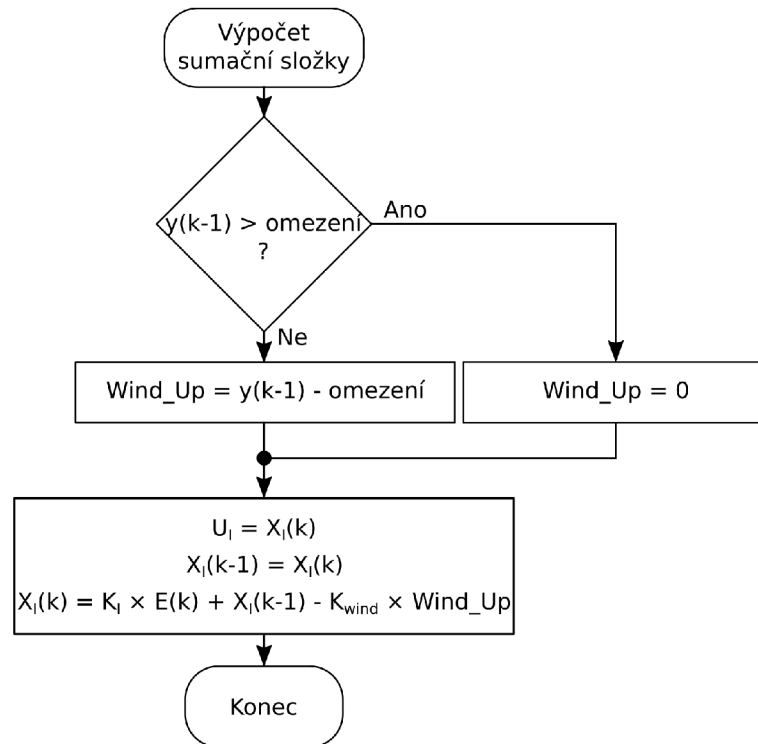 Výpočet
sumační složky
y(k-1) > omezení
?
Ano
Ne
Wind_Up = y(k-1) - omezení
Wind_Up = 0
U_I = X_I(k)
X_I(k-1) = X_I(k)
X_I(k) = K_I × E(k) + X_I(k-1) - K_wind × Wind_Up
Konec